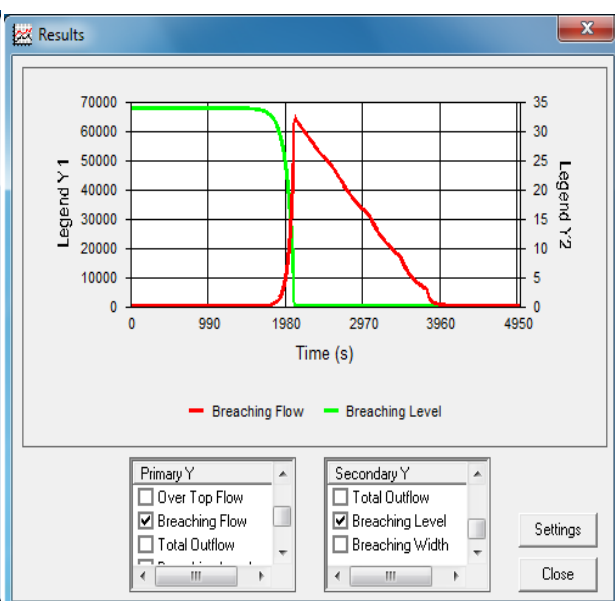 Results
x
70000
60000
50000
40000
30000
20000
10000
0
Legend Y 1
35
30
25
20
15
10
5
0
Legend Y2
0 990 1980 2970 3960 4950
Time (s)
Breaching Flow Breaching Level
Primary Y
Over Top Flow
Breaching Flow
Total Outflow
Secondary Y
Total Outflow
Breaching Level
Breaching Width
Settings
Close